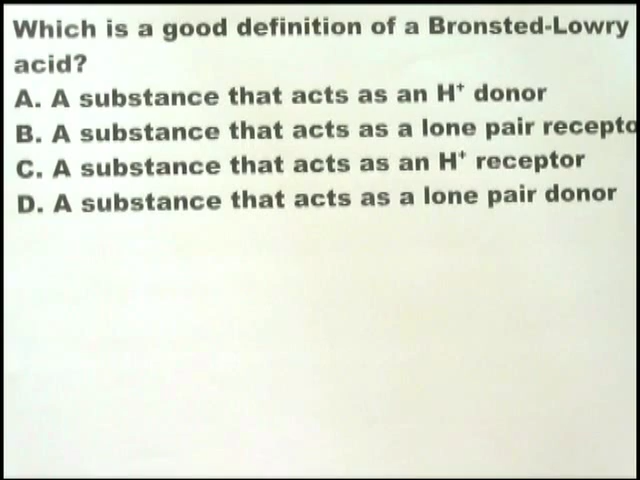 Which is a good definition of a Bronsted-Lowry
acid?
A. A substance that acts as an H⁺ donor
B. A substance that acts as a lone pair recepto
C. A substance that acts as an H⁺ receptor
D. A substance that acts as a lone pair donor